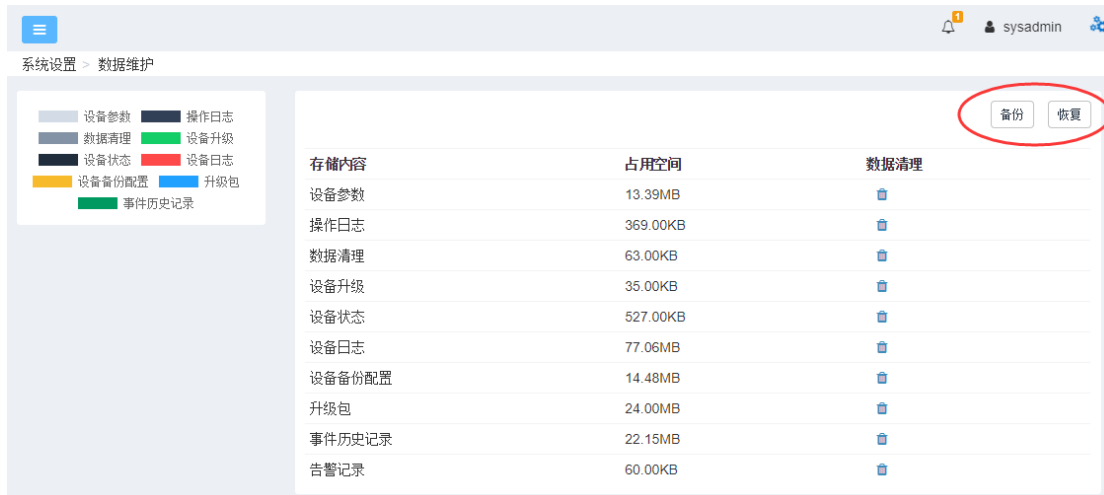 1
sysadmin
系统设置 > 数据维护
设备参数 操作日志
数据清理 设备升级
设备状态 设备日志
设备备份配置 升级包
事件历史记录
备份 恢复
存储内容 占用空间 数据清理
设备参数 13.39MB
操作日志 369.00KB
数据清理 63.00KB
设备升级 35.00KB
设备状态 527.00KB
设备日志 77.06MB
设备备份配置 14.48MB
升级包 24.00MB
事件历史记录 22.15MB
告警记录 60.00KB